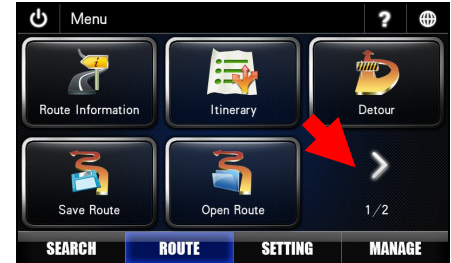 Menu
?
Route Information
Itinerary
Detour
Save Route
Open Route
1/2
SEARCH
ROUTE
SETTING
MANAGE